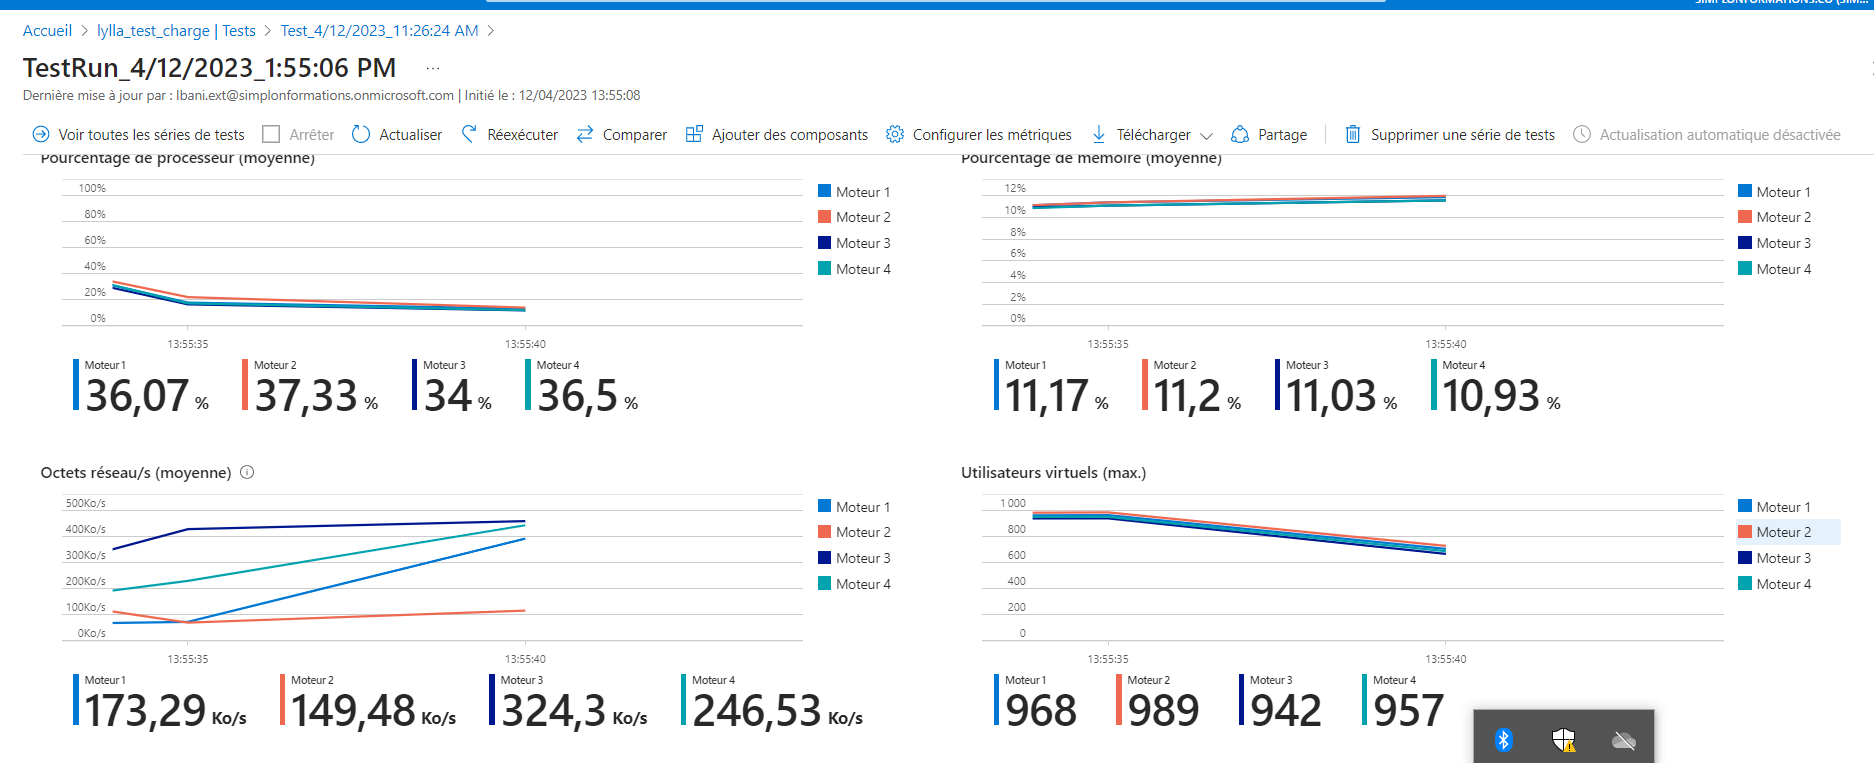 Accueil > lylla_test_charge | Tests > Test_4/12/2023_11:26:24 AM >
TestRun_4/12/2023_1:55:06 PM ...
Dernière mise à jour par : lbani.ext@simplonformations.onmicrosoft.com | Initié le : 12/04/2023 13:55:08
Voir toutes les séries de tests Arrêter Actualiser Réexécuter Comparer Ajouter des composants Configurer les métriques Télécharger Partage Supprimer une série de tests Actualisation automatique désactivée
Pourcentage de processeur (moyenne)
100%
80%
60%
40%
20%
0%
13:55:35 13:55:40
Moteur 1
Moteur 2
Moteur 3
Moteur 4
Moteur 1 Moteur 2 Moteur 3 Moteur 4
36,07 % 37,33 % 34 % 36,5 %
Pourcentage de mémoire (moyenne)
12%
10%
8%
6%
4%
2%
0%
13:55:35 13:55:40
Moteur 1
Moteur 2
Moteur 3
Moteur 4
Moteur 1 Moteur 2 Moteur 3 Moteur 4
11,17 % 11,2 % 11,03 % 10,93 %
Octets réseau/s (moyenne)
500Ko/s
400Ko/s
300Ko/s
200Ko/s
100Ko/s
0Ko/s
13:55:35 13:55:40
Moteur 1
Moteur 2
Moteur 3
Moteur 4
Moteur 1 Moteur 2 Moteur 3 Moteur 4
173,29 Ko/s 149,48 Ko/s 324,3 Ko/s 246,53 Ko/s
Utilisateurs virtuels (max.)
1 000
800
600
400
200
0
13:55:35 13:55:40
Moteur 1
Moteur 2
Moteur 3
Moteur 4
Moteur 1 Moteur 2 Moteur 3 Moteur 4
968 989 942 957